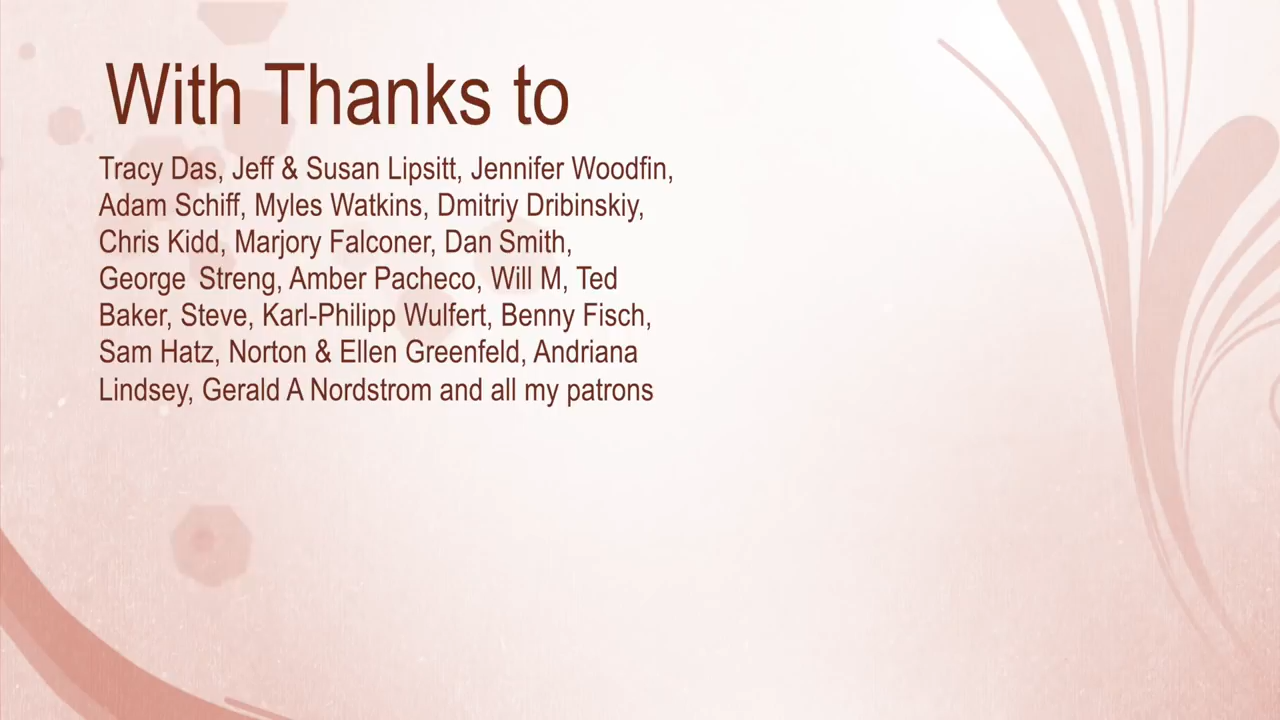 With Thanks to
Tracy Das, Jeff & Susan Lipsitt, Jennifer Woodfin,
Adam Schiff, Myles Watkins, Dmitriy Dribinskiy,
Chris Kidd, Marjory Falconer, Dan Smith,
George Streng, Amber Pacheco, Will M, Ted
Baker, Steve, Karl-Philipp Wulfert, Benny Fisch,
Sam Hatz, Norton & Ellen Greenfeld, Andriana
Lindsey, Gerald A Nordstrom and all my patrons